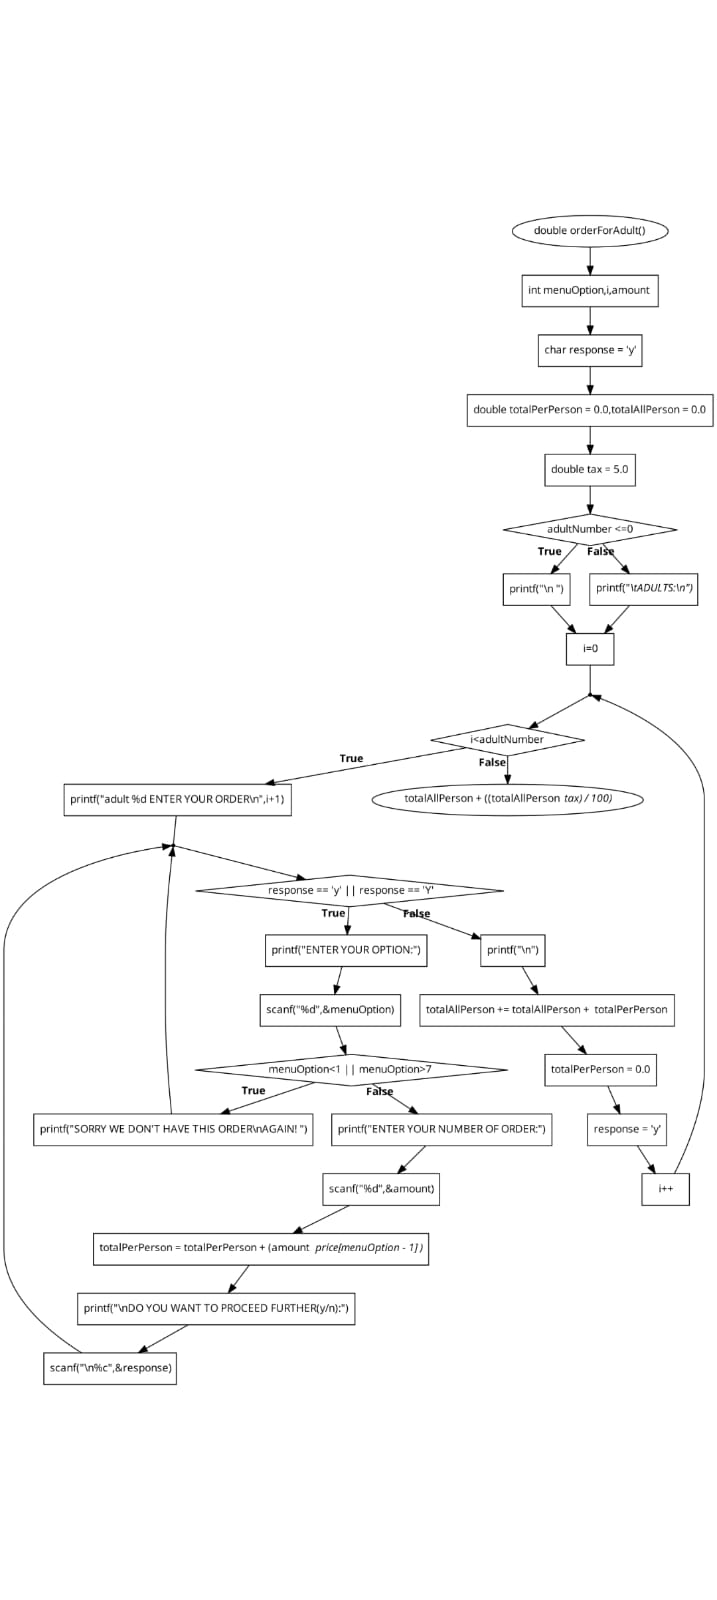 double orderForAdult()
int menuOption,i,amount
char response = 'y'
double totalPerPerson = 0.0,totalAllPerson = 0.0
double tax = 5.0
adultNumber <=0
True
False
printf("\n ")
printf("\tADULTS:\n")
i=0
i<adultNumber
True
False
printf("adult %d ENTER YOUR ORDER\n",i+1)
totalAllPerson + ((totalAllPerson tax) / 100)
response == 'y' || response == 'Y'
True
False
printf("ENTER YOUR OPTION:")
printf("\n")
scanf("%d",&menuOption)
totalAllPerson += totalAllPerson + totalPerPerson
menuOption<1 || menuOption>7
totalPerPerson = 0.0
True
False
printf("SORRY WE DON'T HAVE THIS ORDER\nAGAIN! ")
printf("ENTER YOUR NUMBER OF ORDER:")
response = 'y'
scanf("%d",&amount)
i++
totalPerPerson = totalPerPerson + (amount price[menuOption - 1] )
printf("\nDO YOU WANT TO PROCEED FURTHER(y/n):")
scanf("\n%c",&response)